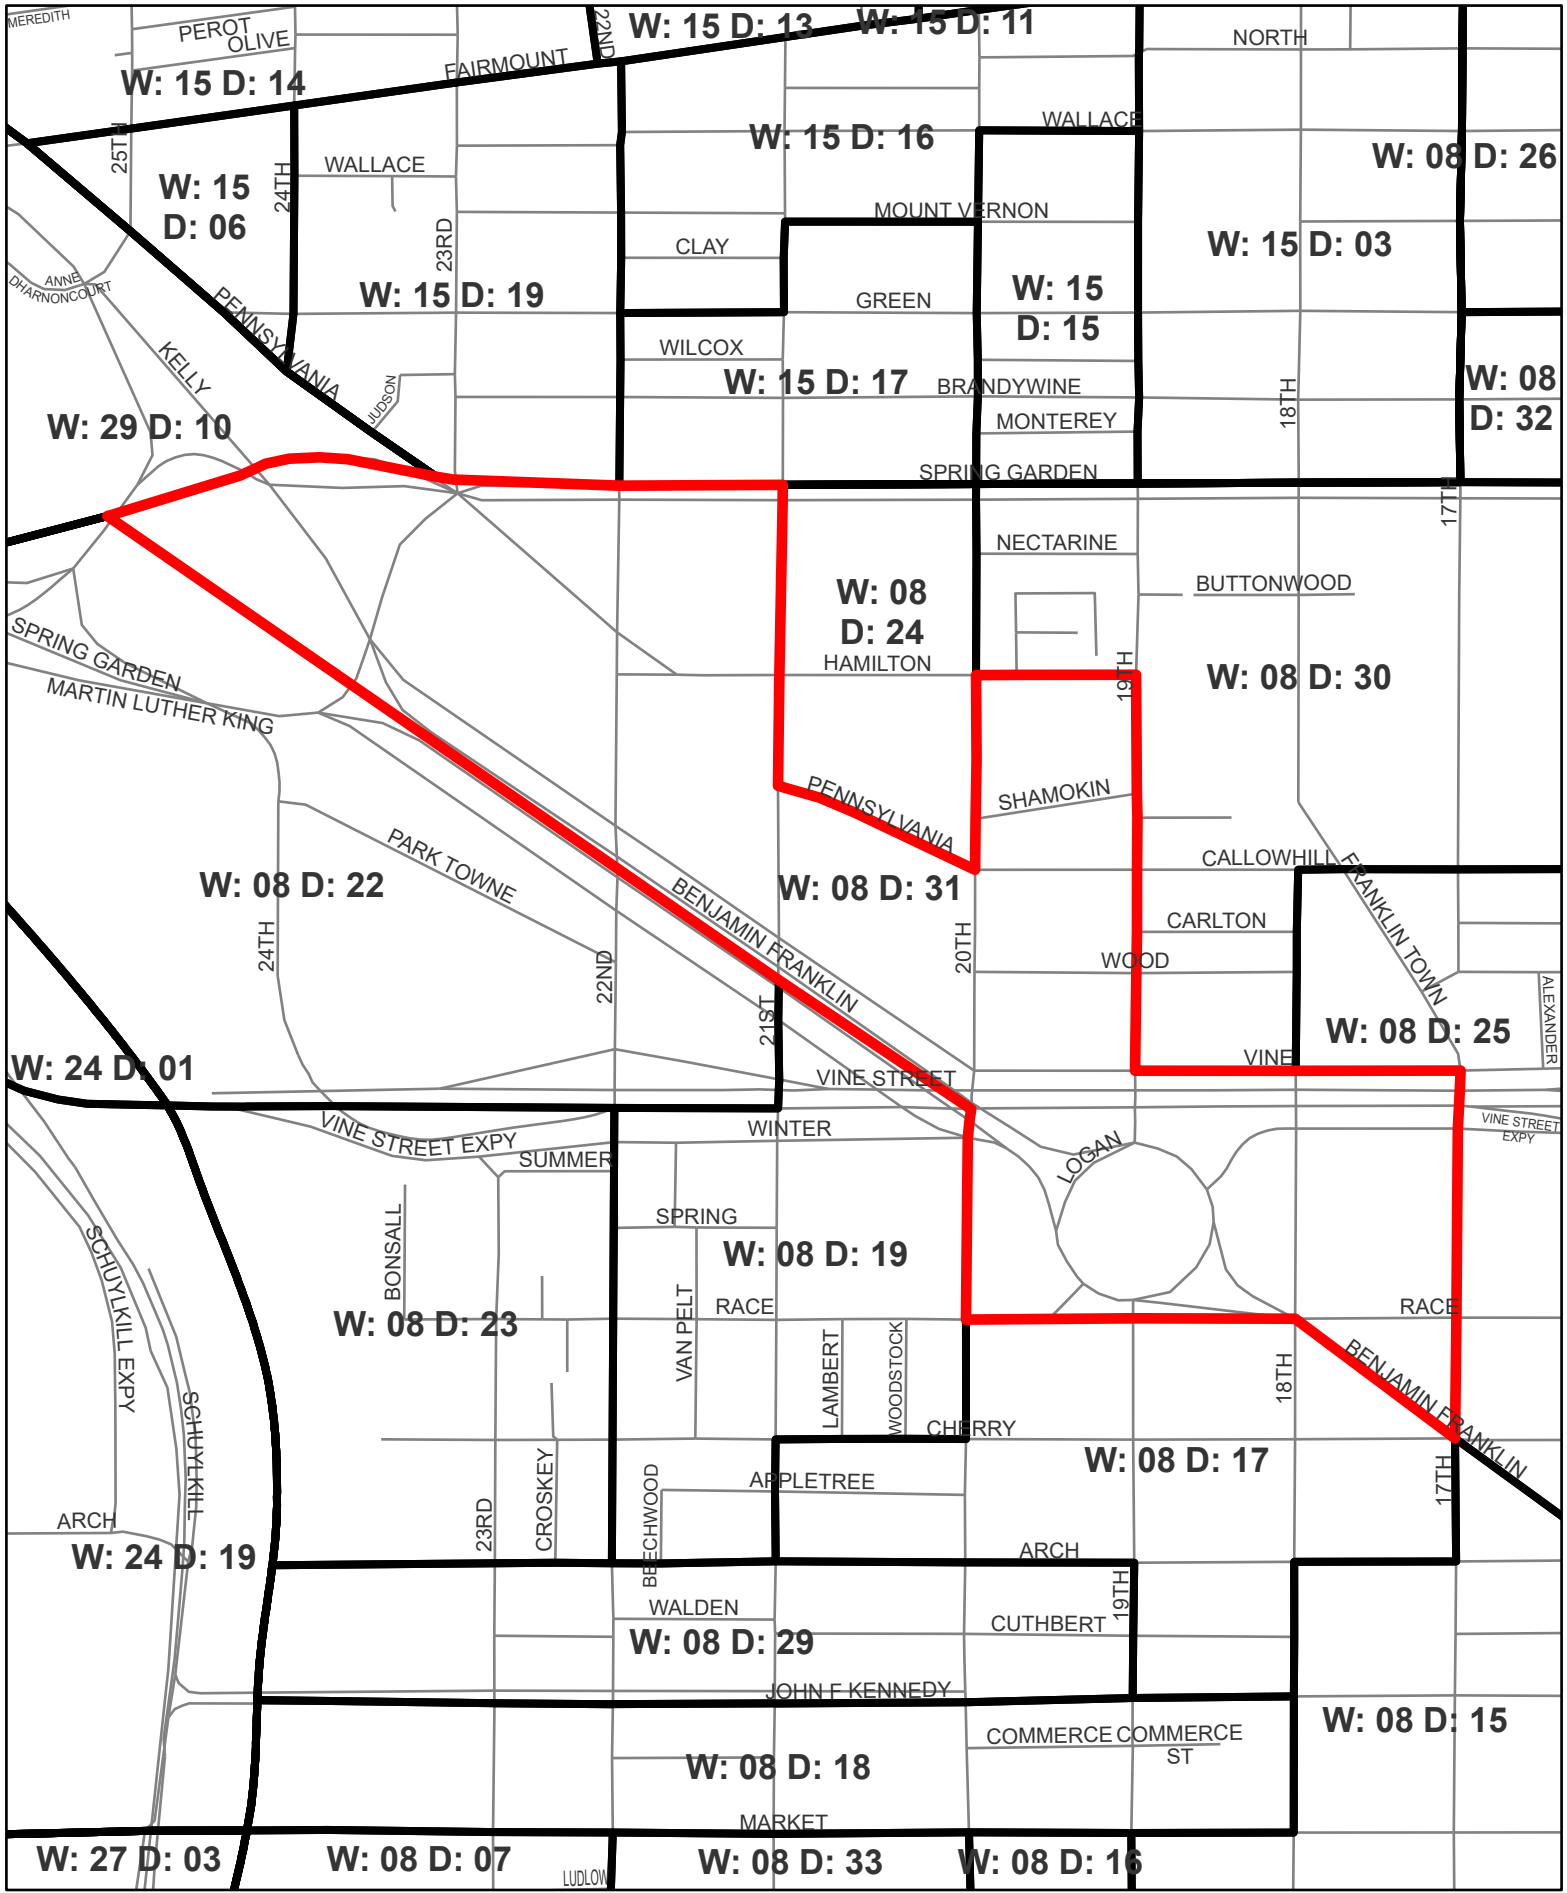 MEREDITH
PEROT
OLIVE
22ND
W: 15 D: 13
W: 15 D: 11
NORTH
FAIRMOUNT
W: 15 D: 14
25TH
24TH
WALLACE
W: 15 D: 16
WALLACE
W: 08 D: 26
W: 15
D: 06
23RD
MOUNT VERNON
CLAY
W: 15 D: 03
ANNE
DHARNONCOURT
PENNSYLVANIA
W: 15 D: 19
GREEN
W: 15
D: 15
KELLY
WILCOX
JUDSON
W: 15 D: 17
BRANDYWINE
18TH
W: 08
D: 32
W: 29 D: 10
MONTEREY
SPRING GARDEN
17TH
NECTARINE
W: 08
D: 24
BUTTONWOOD
SPRING GARDEN
HAMILTON
19TH
W: 08 D: 30
MARTIN LUTHER KING
PENNSYLVANIA
SHAMOKIN
PARK TOWNE
CALLOWHILL
FRANKLIN TOWN
W: 08 D: 22
BENJAMIN FRANKLIN
W: 08 D: 31
CARLTON
24TH
22ND
20TH
WOOD
21ST
ALEXANDER
W: 08 D: 25
W: 24 D: 01
VINE
VINE STREET
VINE STREET EXPY
WINTER
VINE STREET
EXPY
SUMMER
LOGAN
SCHUYLKILL EXPY
BONSALL
SPRING
W: 08 D: 19
W: 08 D: 23
VAN PELT
RACE
LAMBERT
WOODSTOCK
RACE
18TH
BENJAMIN FRANKLIN
SCHUYLKILL
CHERRY
W: 08 D: 17
CROSKEY
23RD
BEECHWOOD
APPLETREE
17TH
ARCH
W: 24 D: 19
ARCH
19TH
WALDEN
W: 08 D: 29
CUTHBERT
JOHN F KENNEDY
W: 08 D: 15
COMMERCE
COMMERCE
ST
W: 08 D: 18
MARKET
W: 27 D: 03
W: 08 D: 07
LUDLOW
W: 08 D: 33
W: 08 D: 16